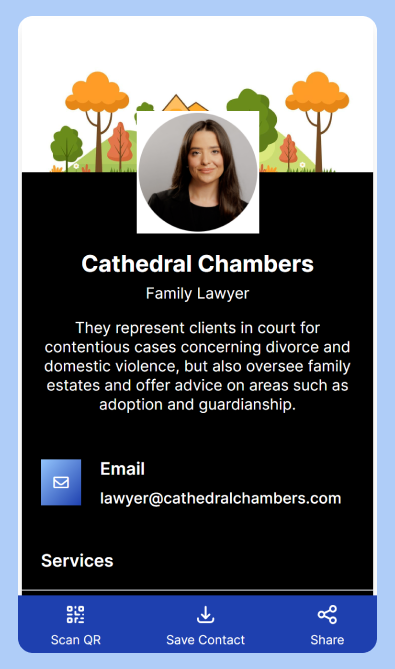 Cathedral Chambers
Family Lawyer
They represent clients in court for
contentious cases concerning divorce and
domestic violence, but also oversee family
estates and offer advice on areas such as
adoption and guardianship.
Email
lawyer@cathedralchambers.com
Services
Scan QR
Save Contact
Share